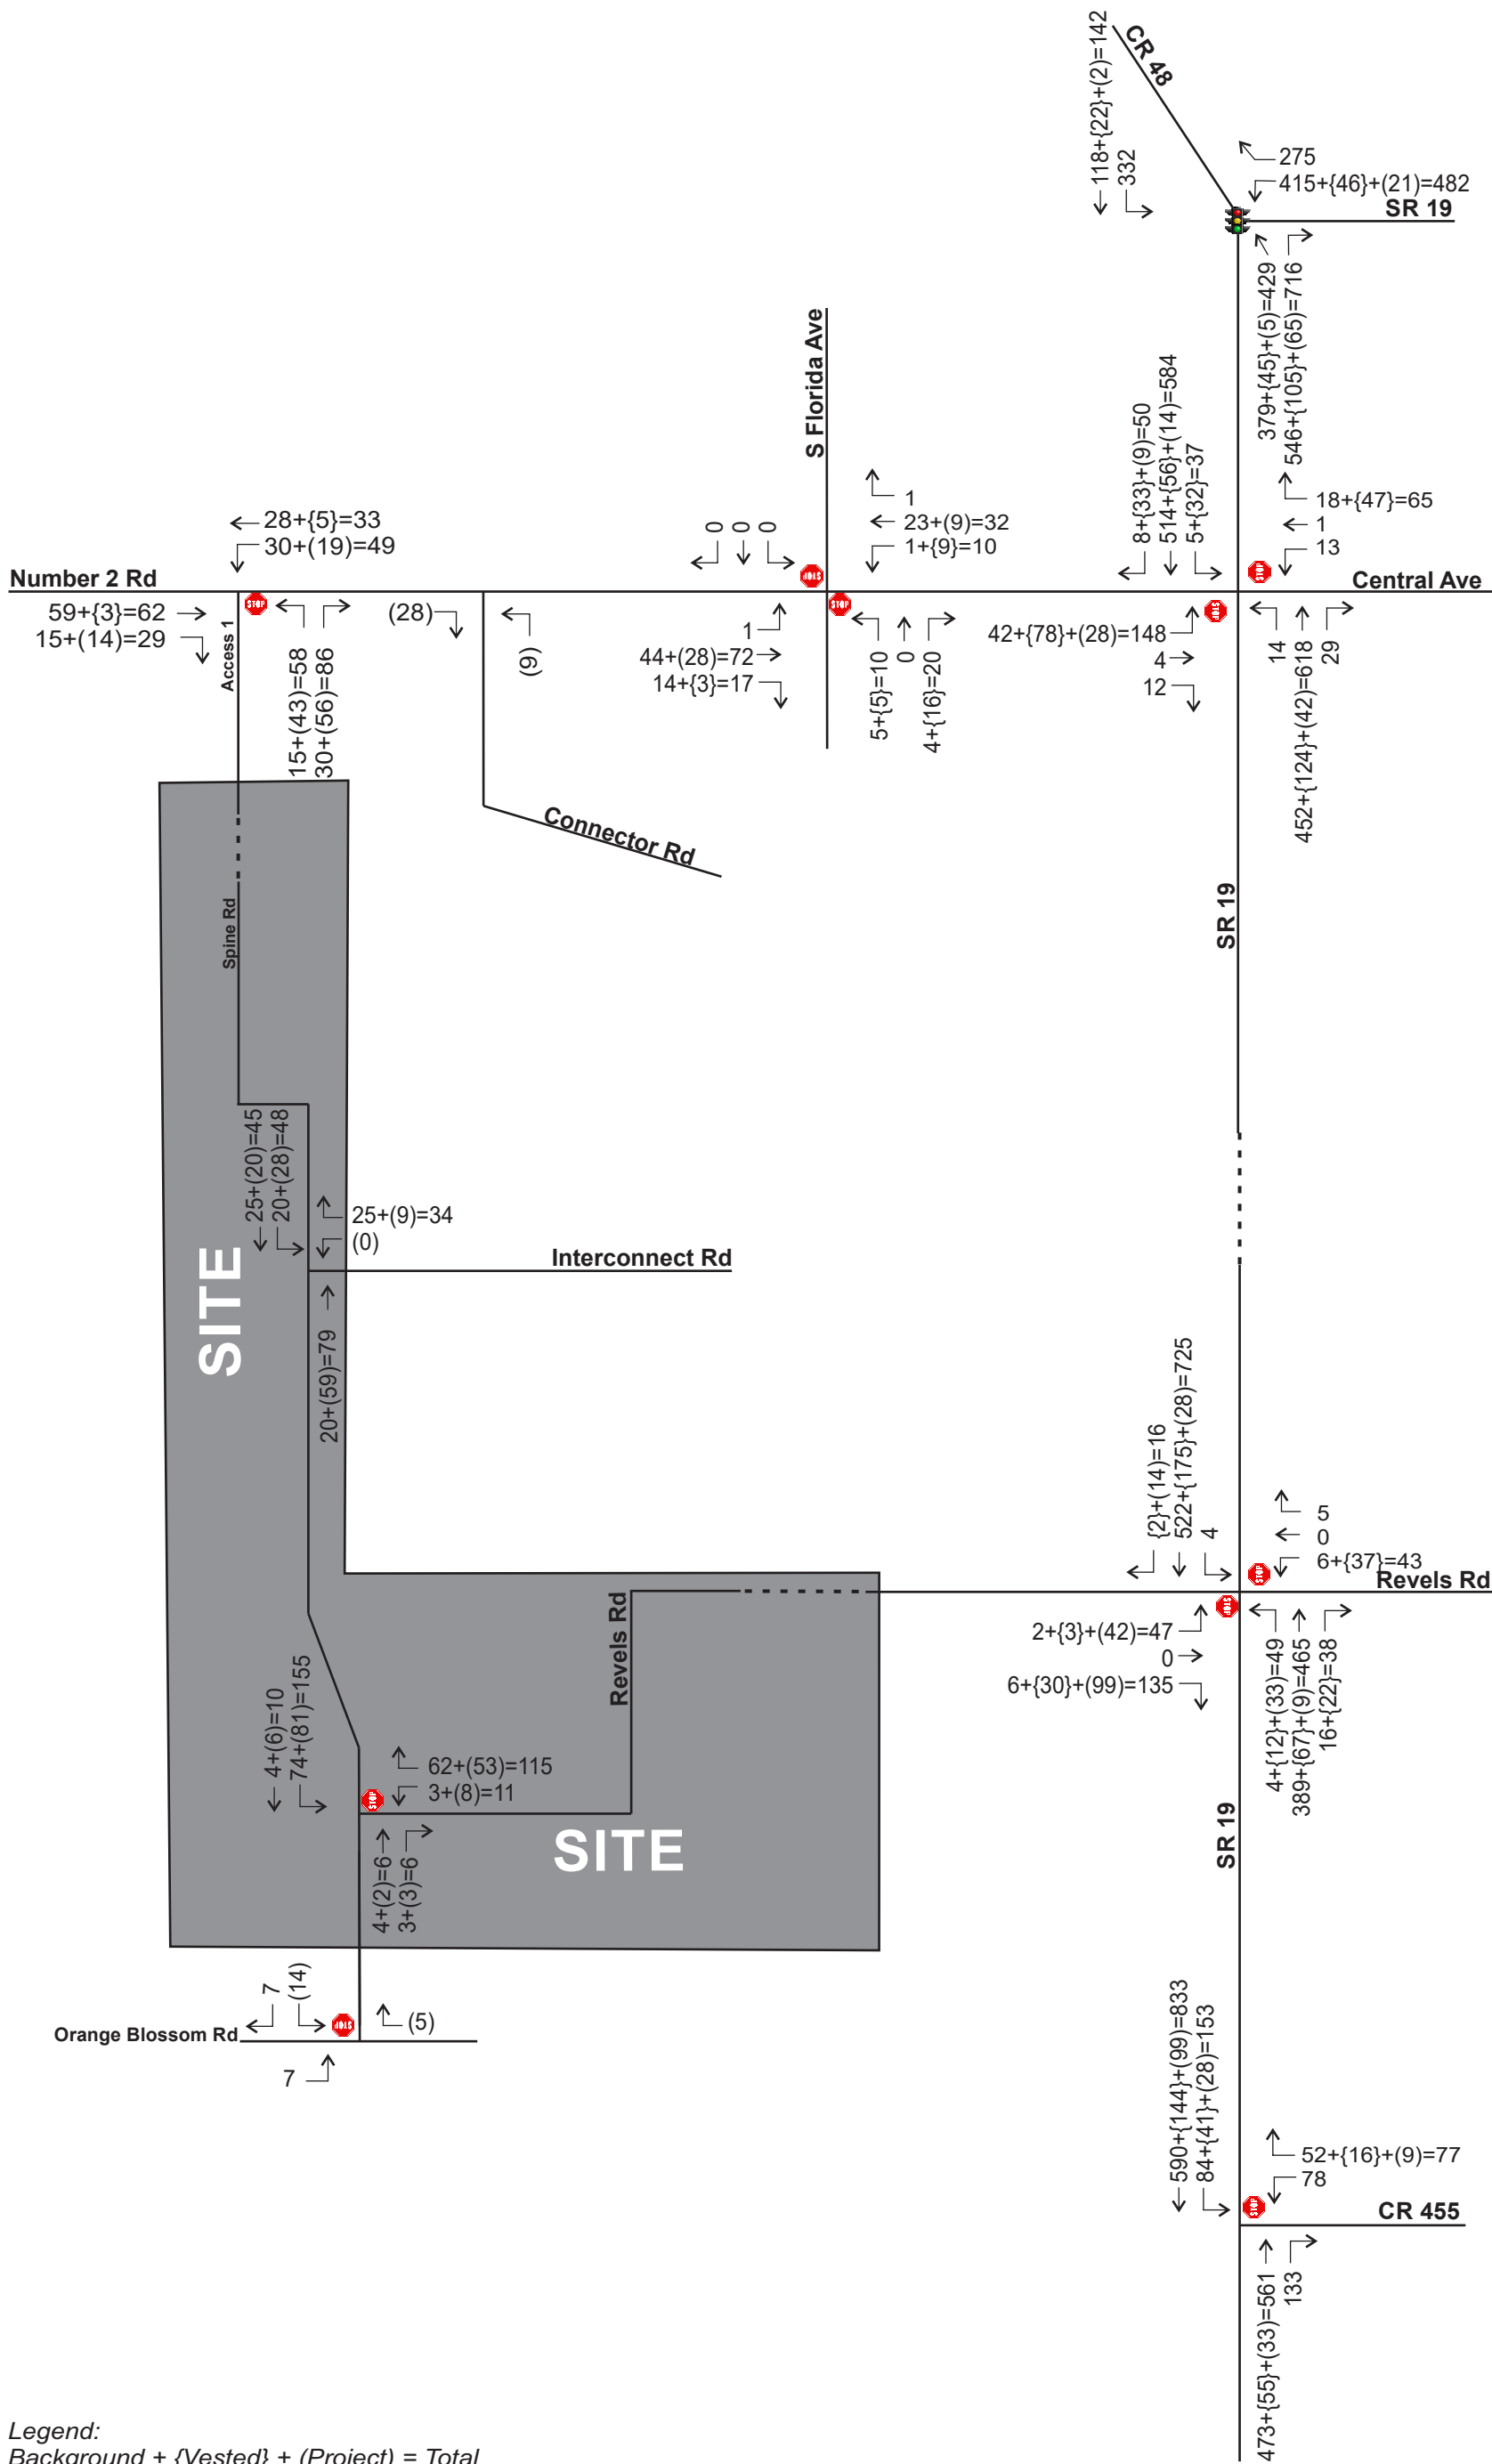 118+{22}+(2)=142
332
CR 48
275
415+{46}+(21)=482
SR 19
379+{45}+(5)=429
546+{105}+(65)=716
S Florida Ave
8+{33}+(9)=50
514+{56}+(14)=584
5+{32}=37
18+{47}=65
1
13
28+{5}=33
30+(19)=49
0
0
0
1
23+(9)=32
1+{9}=10
Number 2 Rd
STOP
STOP
STOP
STOP
STOP
Central Ave
59+{3}=62
15+(14)=29
Access 1
15+(43)=58
30+(56)=86
(28)
(9)
1
44+(28)=72
14+{3}=17
5+{5}=10
0
4+{16}=20
42+{78}+(28)=148
4
12
14
452+{124}+(42)=618
29
Connector Rd
Spine Rd
SR 19
25+(20)=45
20+(28)=48
25+(9)=34
(0)
Interconnect Rd
SITE
20+(59)=79
{2}+(14)=16
522+{175}+(28)=725
4
5
0
6+{37}=43
STOP
STOP
Revels Rd
Revels Rd
2+{3}+(42)=47
0
6+{30}+(99)=135
4+{12}+(33)=49
389+{67}+(9)=465
16+{22}=38
4+(6)=10
74+(81)=155
62+(53)=115
3+(8)=11
STOP
SITE
SR 19
4+(2)=6
3+(3)=6
7
(14)
STOP
(5)
Orange Blossom Rd
7
590+{144}+(99)=833
84+{41}+(28)=153
52+{16}+(9)=77
78
STOP
CR 455
473+{55}+(33)=561
133
Legend:
Background + {Vested} + (Project) = Total